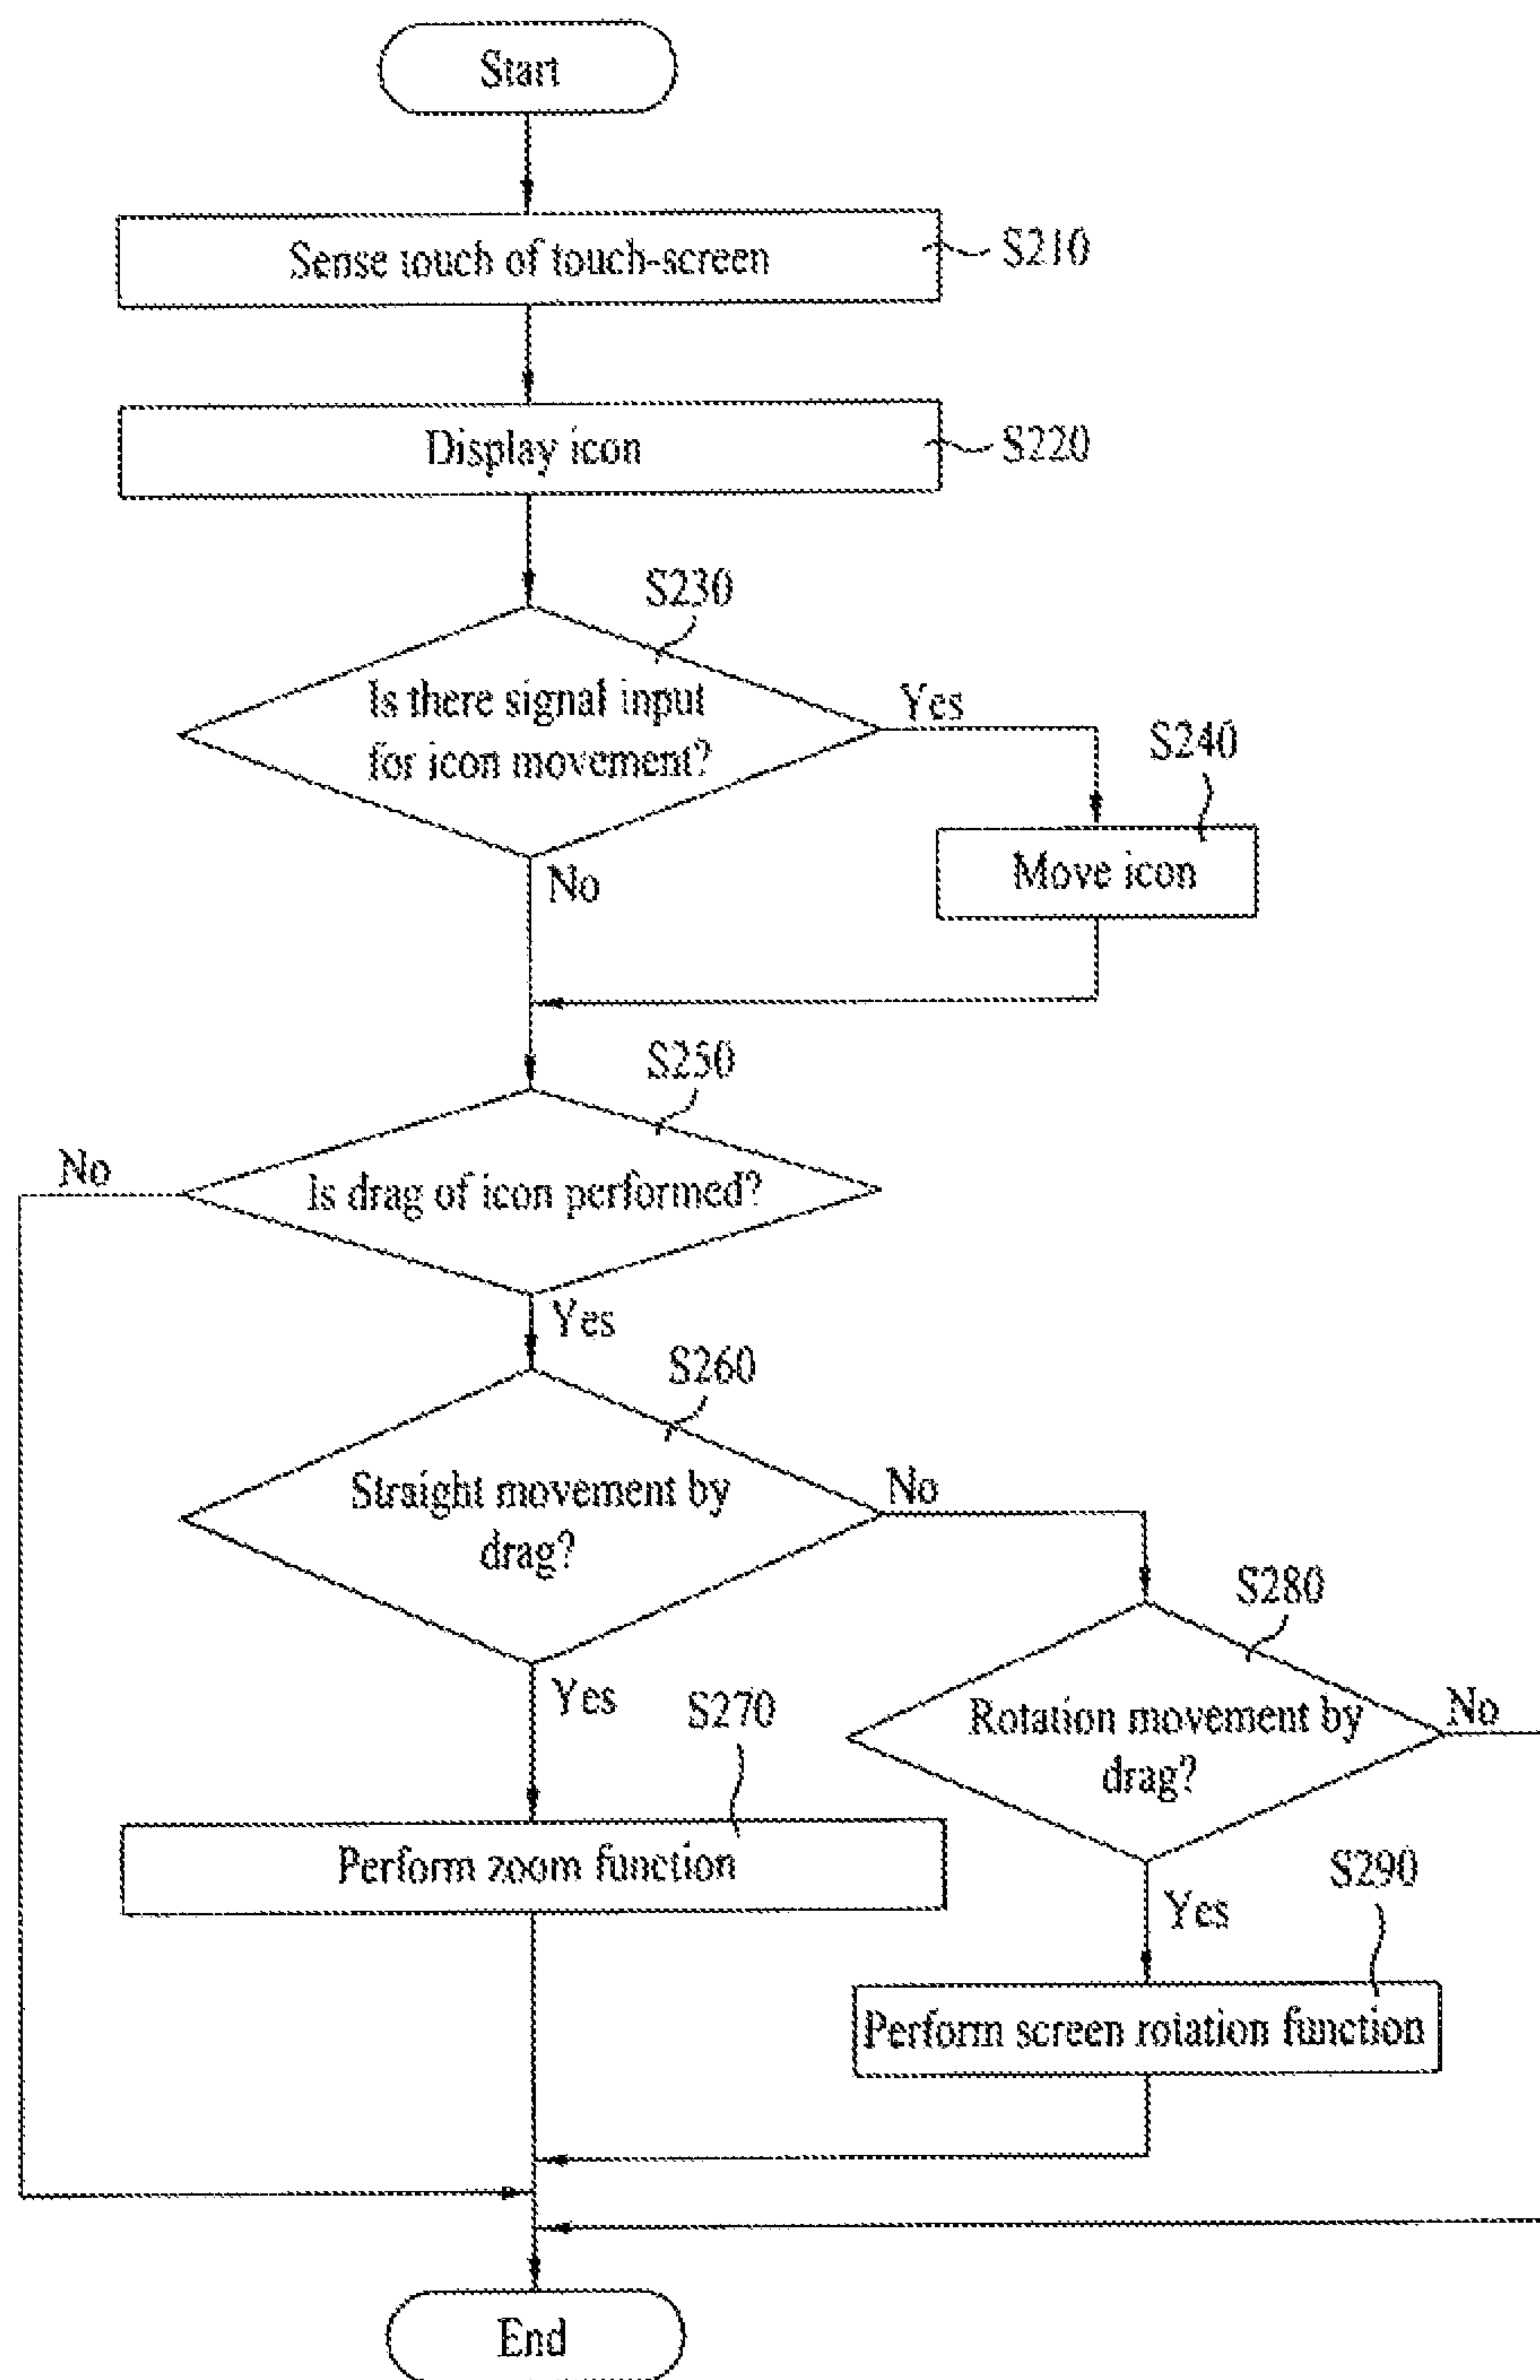 Start
Sense touch of touch-screen
S210
Display icon
S220
S230
Is there signal input
for icon movement?
Yes
S240
Move icon
No
S250
No
Is drag of icon performed?
Yes
S260
Straight movement by
drag?
No
S280
Yes
S270
Rotation movement by
drag?
No
Perform zoom function
S290
Yes
Perform screen rotation function
End